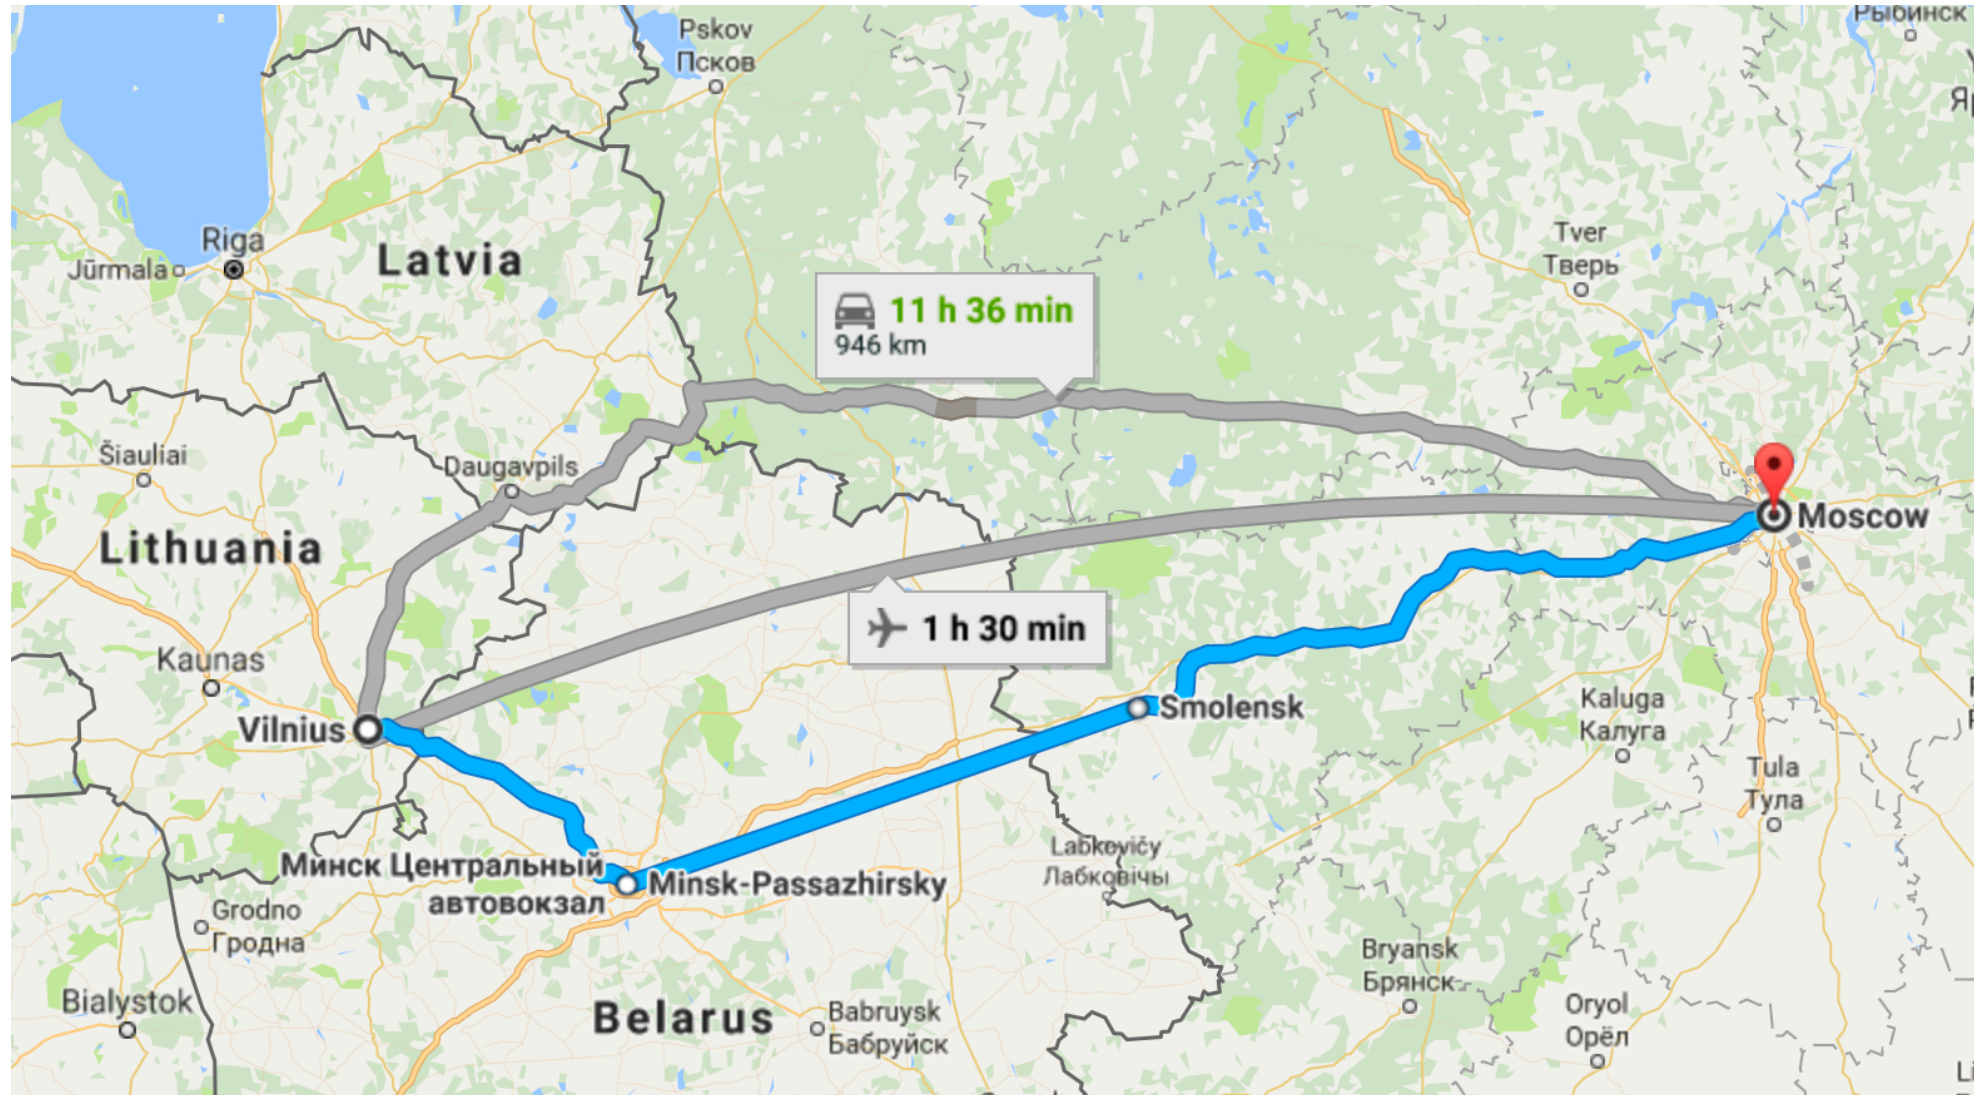 Рыбинск
Pskov
Псков
Riga
Jūrmala
Latvia
Tver
Тверь
11 h 36 min
946 km
Šiauliai
Daugavpils
Moscow
Lithuania
1 h 30 min
Kaunas
Vilnius
Smolensk
Kaluga
Калуга
Tula
Тула
Labkovičy
Лабковічы
Минск Центральный
автовокзал
Minsk-Passazhirsky
Grodno
Гродна
Bryansk
Брянск
Bialystok
Belarus
Babruysk
Бабруйск
Oryol
Орёл